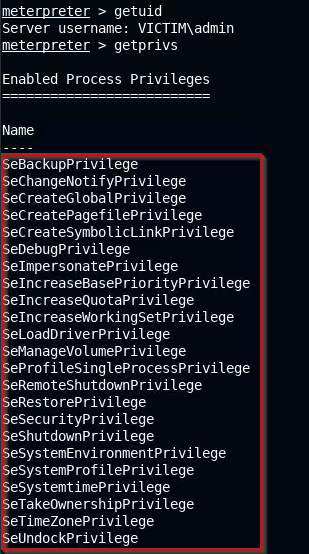 meterpreter > getuid
Server username: VICTIM\admin
meterpreter > getprivs
Enabled Process Privileges
==========================
Name
----
SeBackupPrivilege
SeChangeNotifyPrivilege
SeCreateGlobalPrivilege
SeCreatePagefilePrivilege
SeCreateSymbolicLinkPrivilege
SeDebugPrivilege
SeImpersonatePrivilege
SeIncreaseBasePriorityPrivilege
SeIncreaseQuotaPrivilege
SeIncreaseWorkingSetPrivilege
SeLoadDriverPrivilege
SeManageVolumePrivilege
SeProfileSingleProcessPrivilege
SeRemoteShutdownPrivilege
SeRestorePrivilege
SeSecurityPrivilege
SeShutdownPrivilege
SeSystemEnvironmentPrivilege
SeSystemProfilePrivilege
SeSystemtimePrivilege
SeTakeOwnershipPrivilege
SeTimeZonePrivilege
SeUndockPrivilege